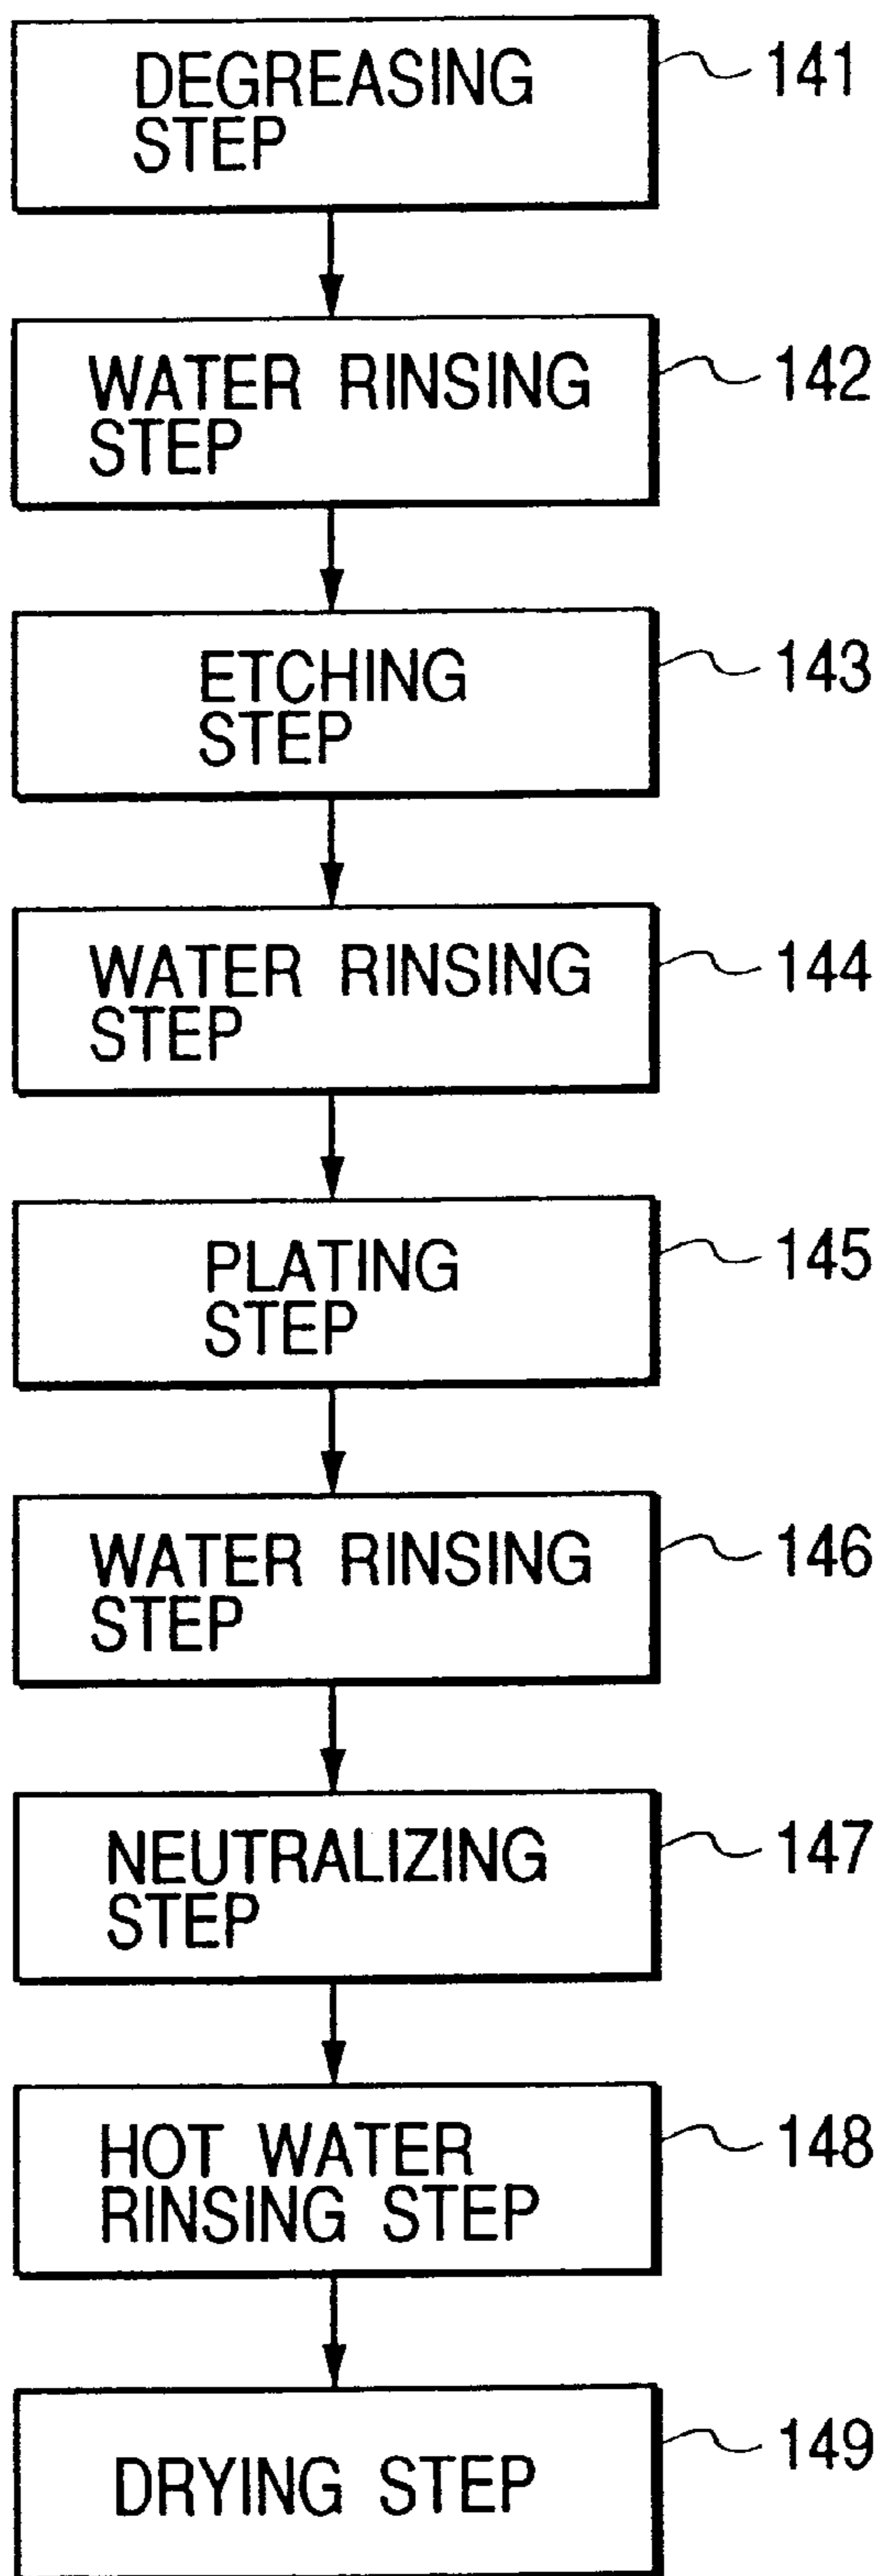 DEGREASING
STEP
141
WATER RINSING
STEP
142
ETCHING
STEP
143
WATER RINSING
STEP
144
PLATING
STEP
145
WATER RINSING
STEP
146
NEUTRALIZING
STEP
147
HOT WATER
RINSING STEP
148
DRYING STEP
149